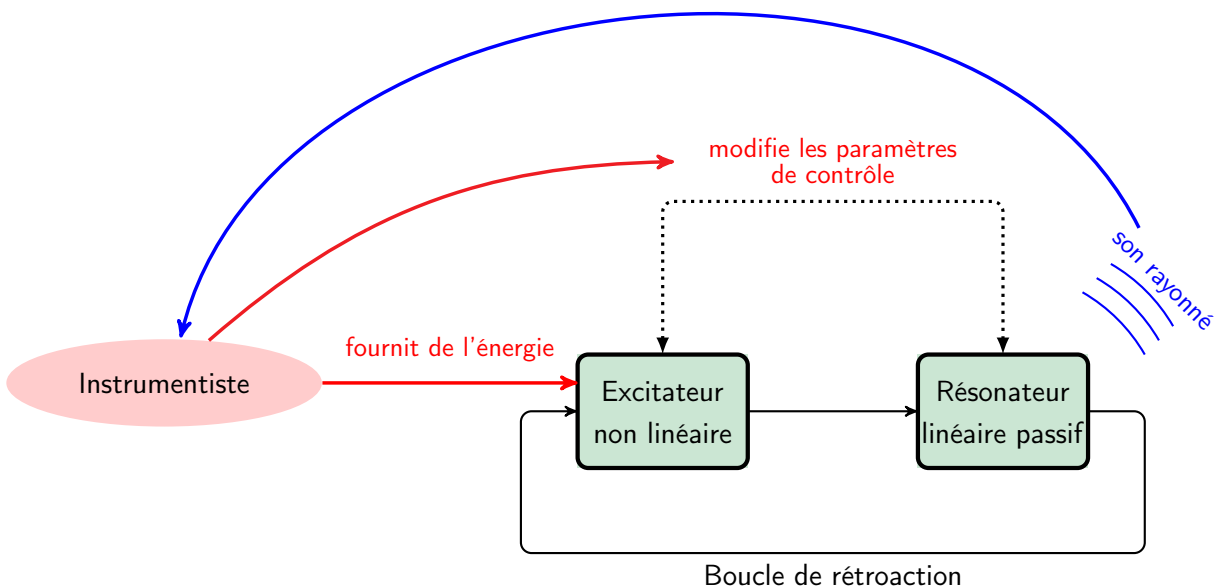 modifie les paramètres
de contrôle
son rayonné
fournit de l'énergie
Instrumentiste
Excitateur
non linéaire
Résonateur
linéaire passif
Boucle de rétroaction